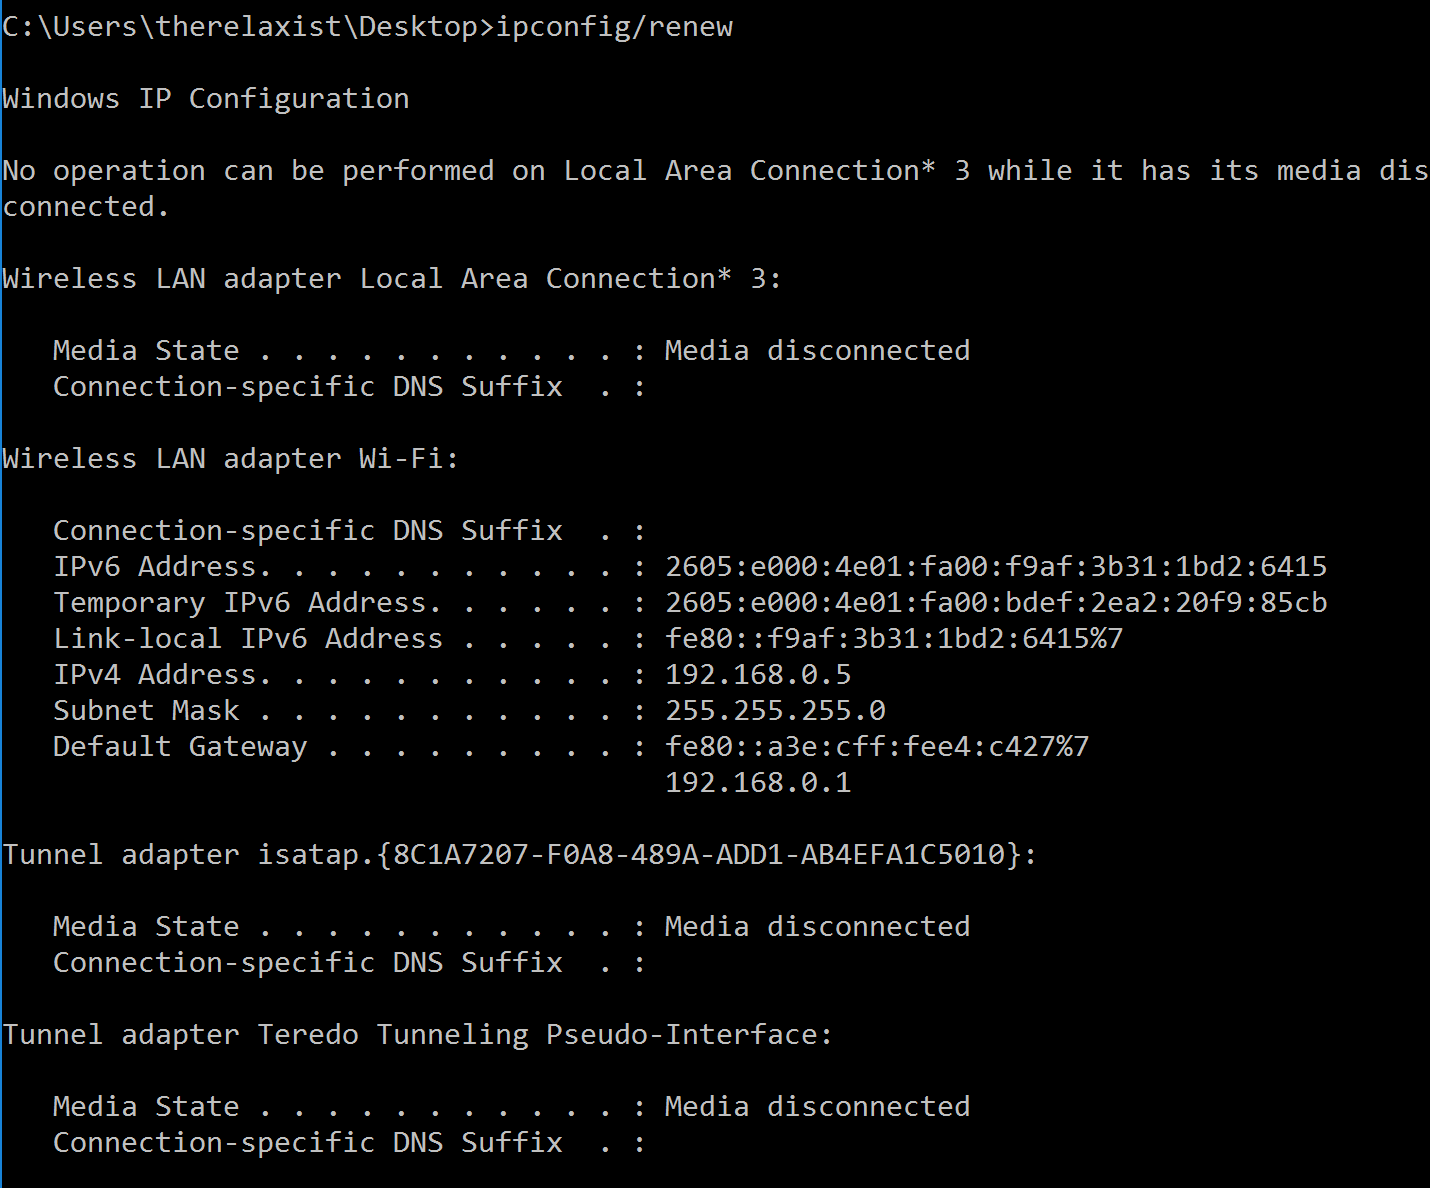 C:\Users\therelaxist\Desktop>ipconfig/renew
Windows IP Configuration
No operation can be performed on Local Area Connection* 3 while it has its media dis
connected.
Wireless LAN adapter Local Area Connection* 3:
   Media State . . . . . . . . . . . : Media disconnected
   Connection-specific DNS Suffix  . :
Wireless LAN adapter Wi-Fi:
   Connection-specific DNS Suffix  . :
   IPv6 Address. . . . . . . . . . . : 2605:e000:4e01:fa00:f9af:3b31:1bd2:6415
   Temporary IPv6 Address. . . . . . : 2605:e000:4e01:fa00:bdef:2ea2:20f9:85cb
   Link-local IPv6 Address . . . . . : fe80::f9af:3b31:1bd2:6415%7
   IPv4 Address. . . . . . . . . . . : 192.168.0.5
   Subnet Mask . . . . . . . . . . . : 255.255.255.0
   Default Gateway . . . . . . . . . : fe80::a3e:cff:fee4:c427%7
                                       192.168.0.1
Tunnel adapter isatap.{8C1A7207-F0A8-489A-ADD1-AB4EFA1C5010}:
   Media State . . . . . . . . . . . : Media disconnected
   Connection-specific DNS Suffix  . :
Tunnel adapter Teredo Tunneling Pseudo-Interface:
   Media State . . . . . . . . . . . : Media disconnected
   Connection-specific DNS Suffix  . :